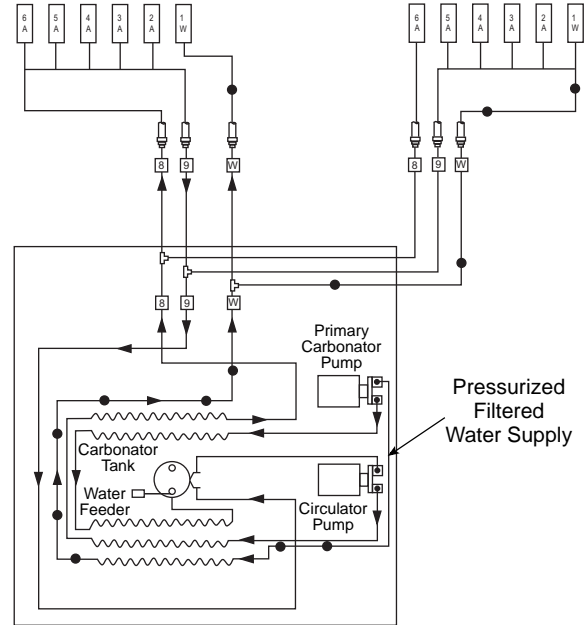 6 A
5 A
4 A
3 A
2 A
1 W
6 A
5 A
4 A
3 A
2 A
1 W
8
9
W
8
9
W
8
9
W
Primary
Carbonator
Pump
Pressurized
Filtered
Water Supply
Carbonator
Tank
Water
Feeder
Circulator
Pump